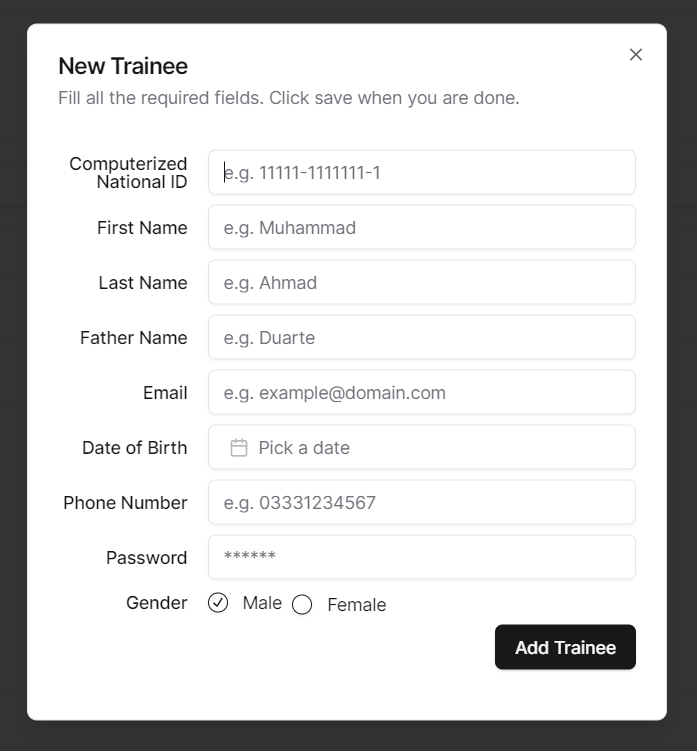 New Trainee
Fill all the required fields. Click save when you are done.
Computerized
National ID
e.g. 11111-1111111-1
First Name
e.g. Muhammad
Last Name
e.g. Ahmad
Father Name
e.g. Duarte
Email
e.g. example@domain.com
Date of Birth
Pick a date
Phone Number
e.g. 03331234567
Password
******
Gender
Male
Female
Add Trainee